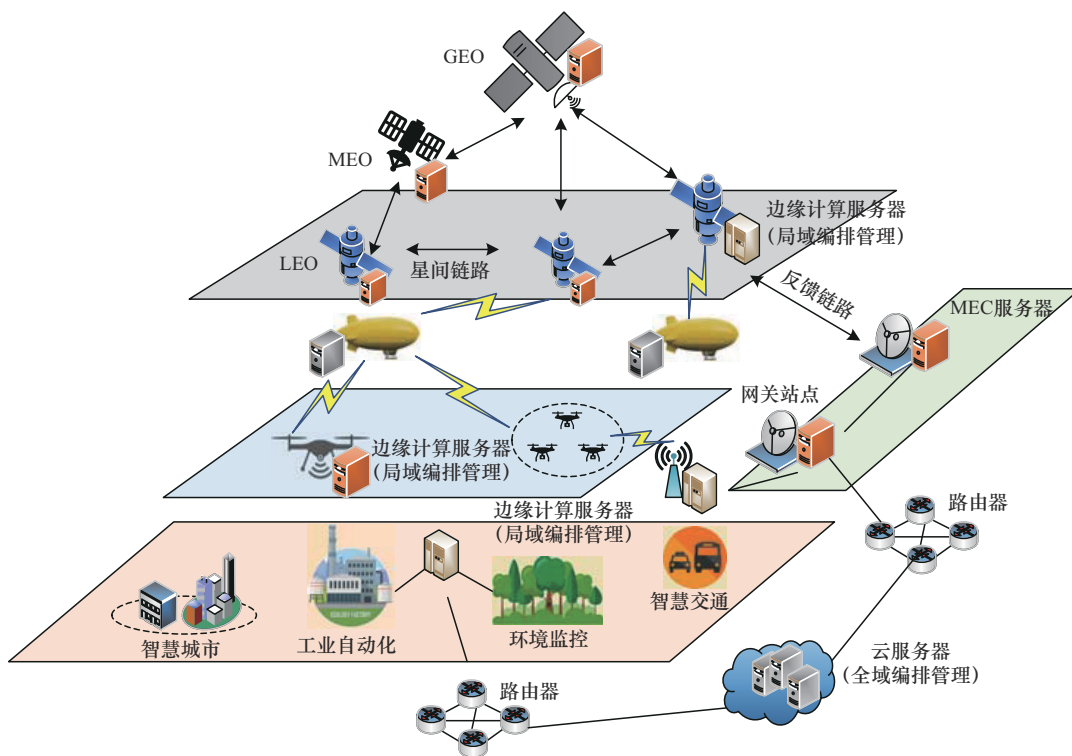 GEO
MEO
边缘计算服务器
(局域编排管理)
LEO
星间链路
反馈链路
MEC服务器
网关站点
边缘计算服务器
(局域编排管理)
边缘计算服务器
(局域编排管理)
路由器
智慧交通
智慧城市
工业自动化
环境监控
云服务器
(全域编排管理)
路由器